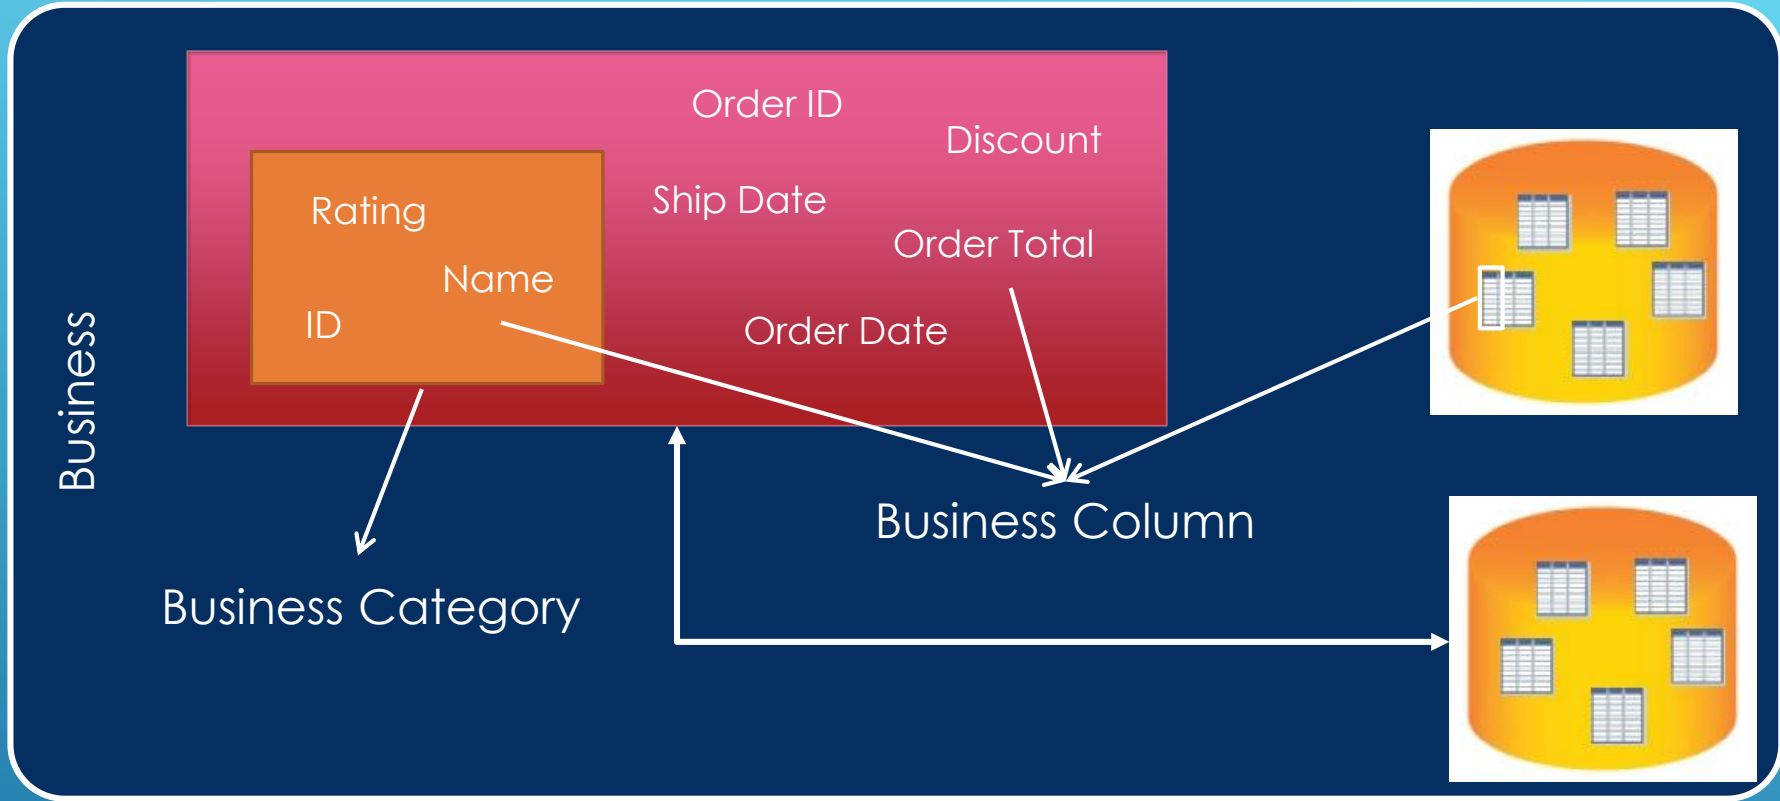 Business
Order ID
Discount
Rating
Ship Date
Order Total
Name
ID
Order Date
Business Column
Business Category